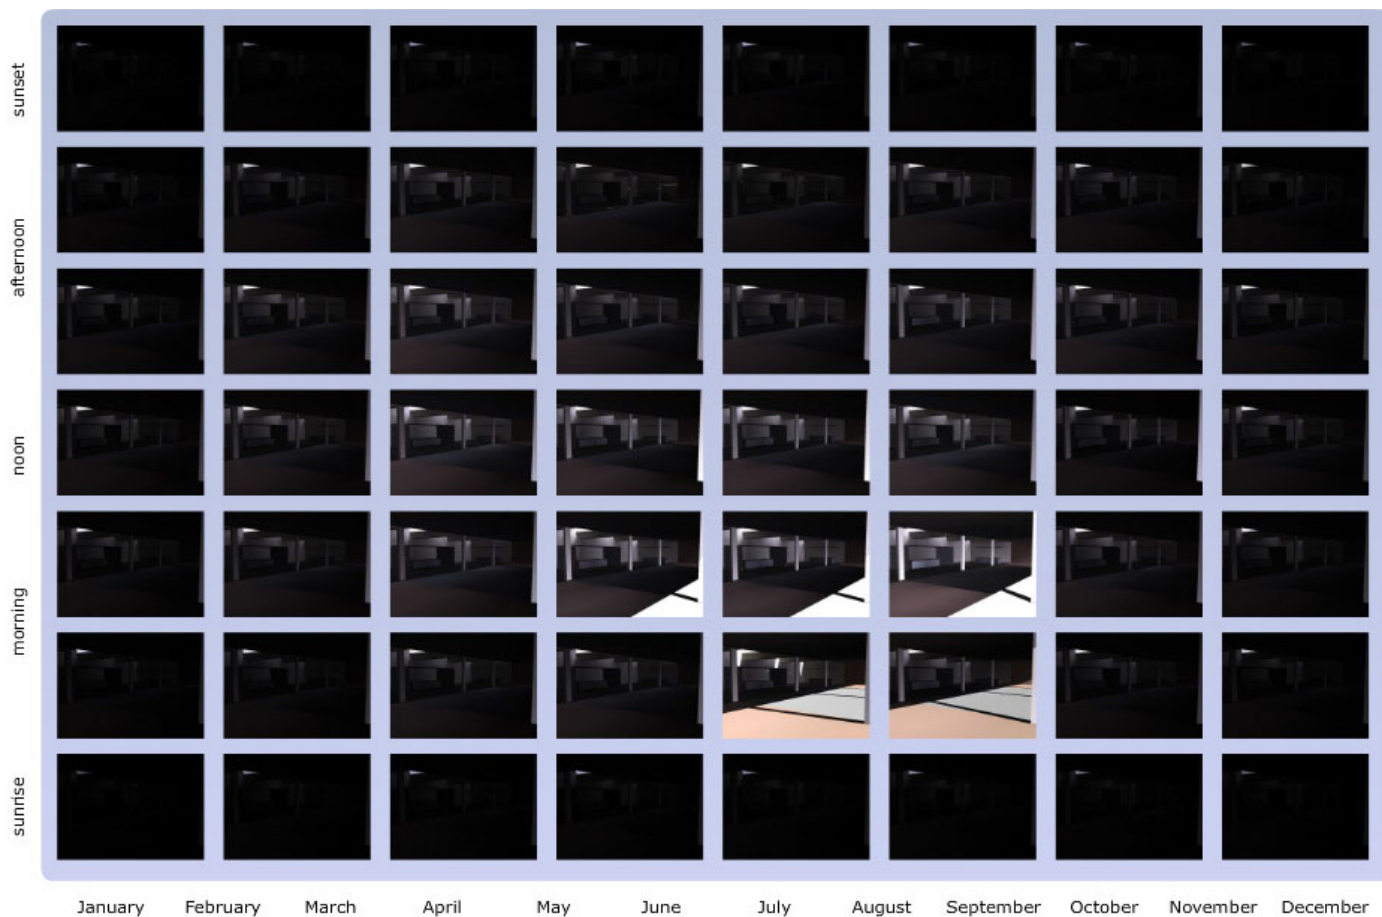 sunset
afternoon
noon
morning
sunrise
January February March April May June July August September October November December